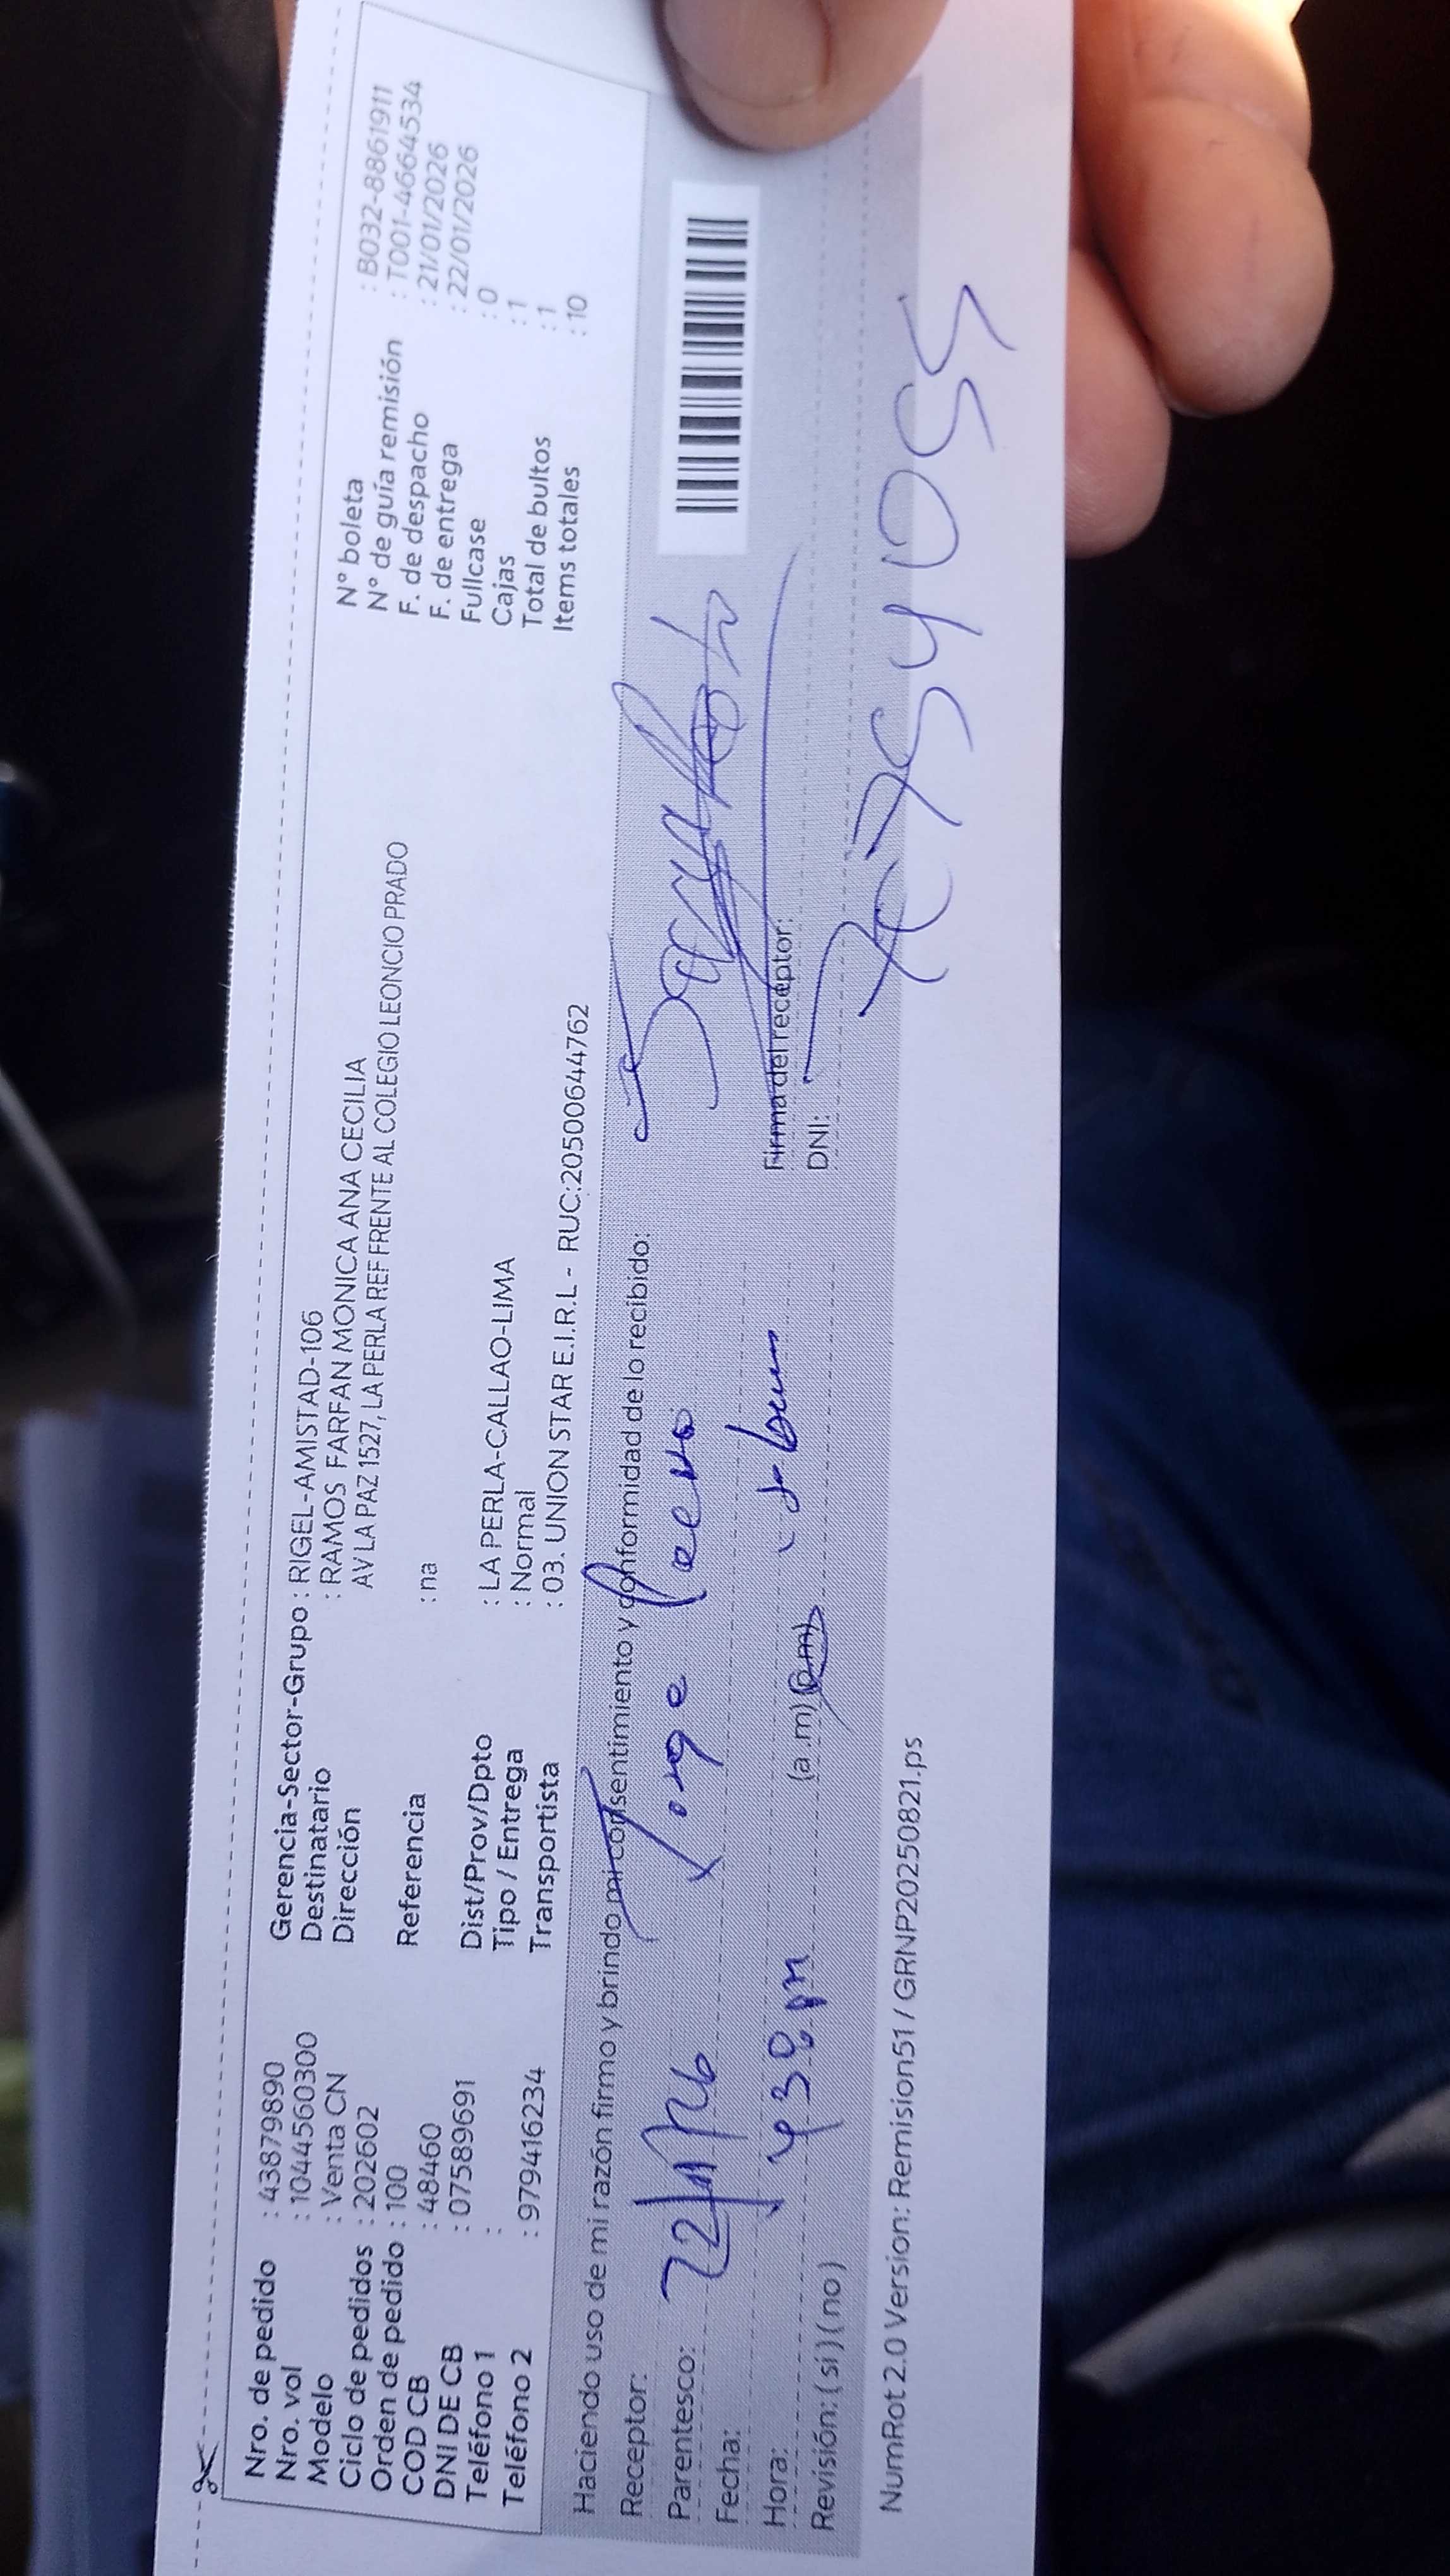 Nro. de pedido : 43879890
Nro. vol : 1044560300
Modelo : Venta CN
Ciclo de pedidos : 202602
Orden de pedido : 100
COD CB : 48460
DNI DE CB : 07589691
Teléfono 1 :
Teléfono 2 : 979416234
Gerencia-Sector-Grupo : RIGEL-AMISTAD-106
Destinatario : RAMOS FARFAN MONICA ANA CECILIA
Dirección AV LA PAZ 1527, LA PERLA REF FRENTE AL COLEGIO LEONCIO PRADO
Referencia : na
Dist/Prov/Dpto : LA PERLA-CALLAO-LIMA
Tipo / Entrega : Normal
Transportista : 03. UNION STAR E.I.R.L - RUC:20500644762
N° boleta : B032-88861911
N° de guía remisión : T001-46664534
F. de despacho : 21/01/2026
F. de entrega : 22/01/2026
Fullcase : 0
Cajas : 1
Total de bultos : 1
Items totales : 10
Haciendo uso de mi razón firmo y brindo mi consentimiento y conformidad de lo recibido:
Receptor: Jorge
Parentesco:
Fecha:
Hora: 438 pm (a.m)(p.m)
Revisión: (si) (no)
Firma del receptor:
DNI:
NumRot 2.0 Version: Remision51 / GRNP20250821.ps